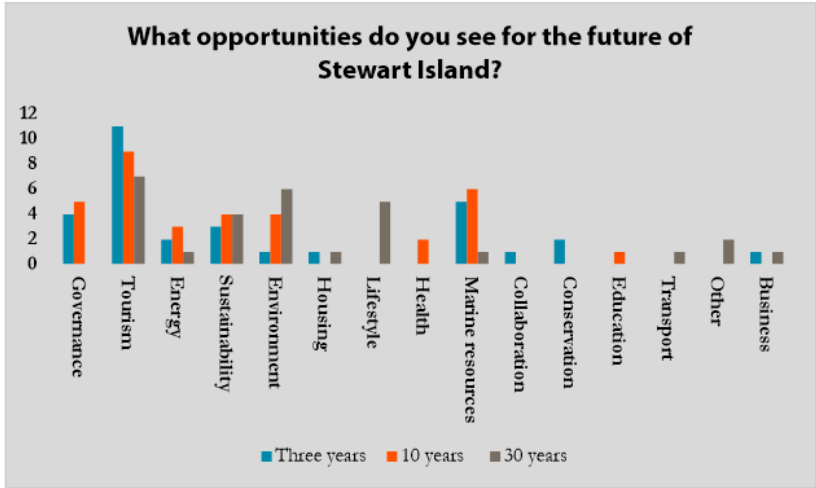 What opportunities do you see for the future of
Stewart Island?
12
10
8
6
4
2
0
Governance
Tourism
Energy
Sustainability
Environment
Housing
Lifestyle
Health
Marine resources
Collaboration
Conservation
Education
Transport
Other
Business
Three years 10 years 30 years